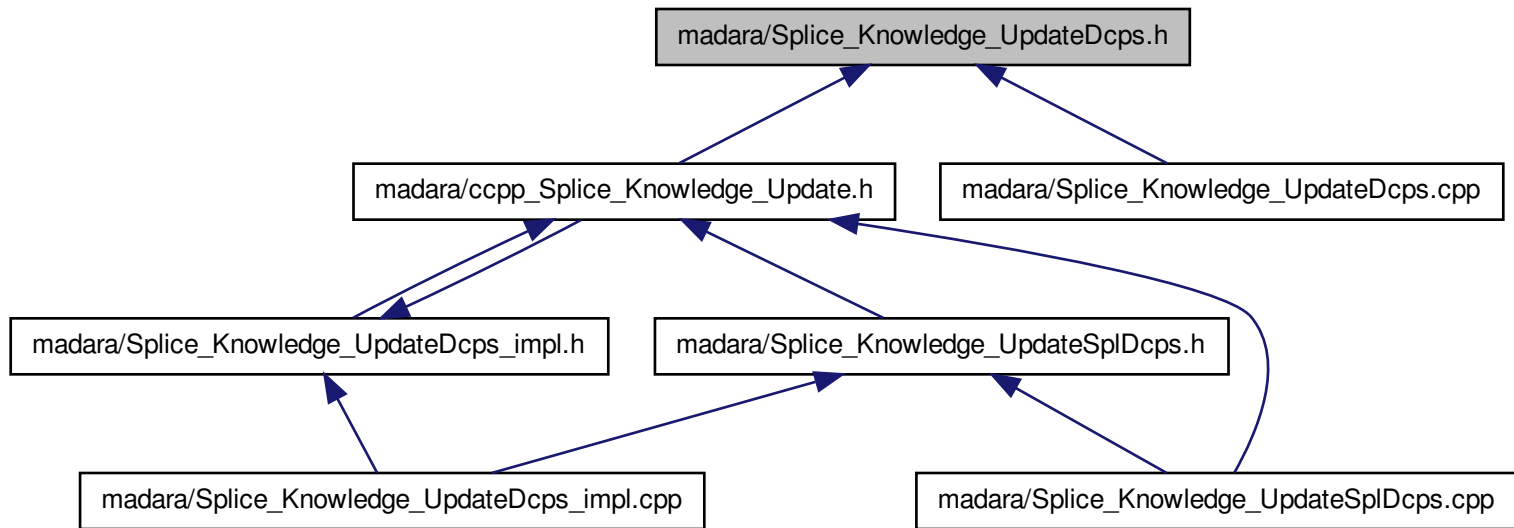 madara/Splice_Knowledge_UpdateDcps.h
madara/ccpp_Splice_Knowledge_Update.h
madara/Splice_Knowledge_UpdateDcps.cpp
madara/Splice_Knowledge_UpdateDcps_impl.h
madara/Splice_Knowledge_UpdateSplDcps.h
madara/Splice_Knowledge_UpdateDcps_impl.cpp
madara/Splice_Knowledge_UpdateSplDcps.cpp